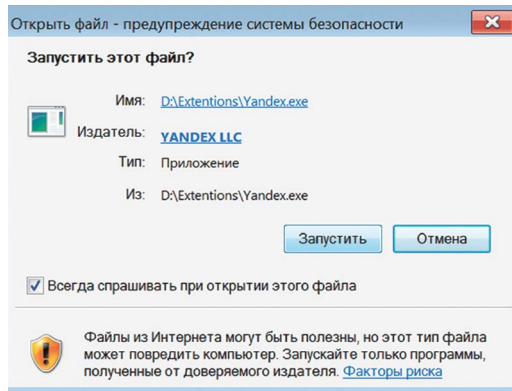 Открыть файл - предупреждение системы безопасности
Запустить этот файл?
Имя: D:\Extentions\Yandex.exe
Издатель: YANDEX LLC
Тип: Приложение
Из: D:\Extentions\Yandex.exe
Запустить Отмена
Всегда спрашивать при открытии этого файла
Файлы из Интернета могут быть полезны, но этот тип файла
может повредить компьютер. Запускайте только программы,
полученные от доверяемого издателя. Факторы риска